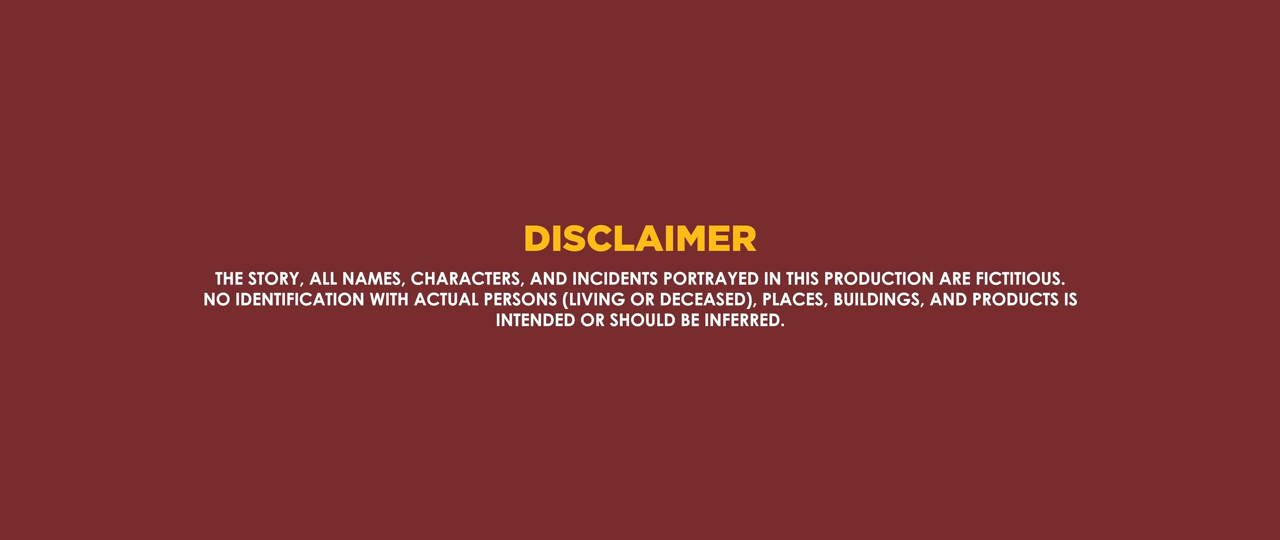 DISCLAIMER
THE STORY, ALL NAMES, CHARACTERS, AND INCIDENTS PORTRAYED IN THIS PRODUCTION ARE FICTITIOUS.
NO IDENTIFICATION WITH ACTUAL PERSONS (LIVING OR DECEASED), PLACES, BUILDINGS, AND PRODUCTS IS
INTENDED OR SHOULD BE INFERRED.